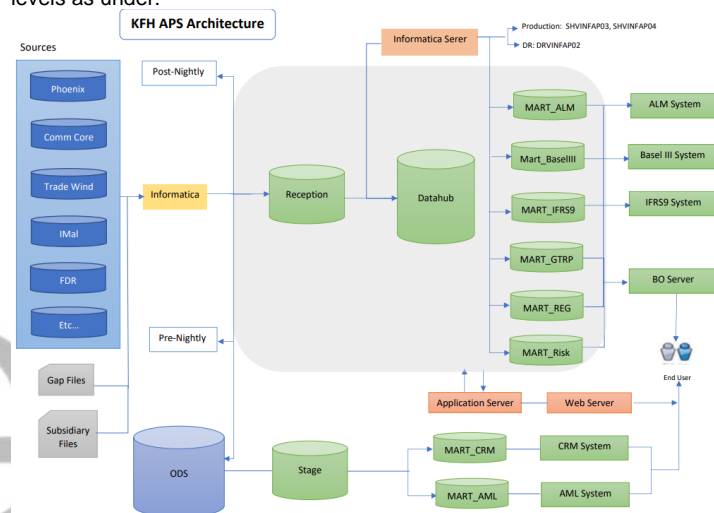 levels as under:
KFH APS Architecture
Sources
Phoenix
Comm Core
Trade Wind
IMal
FDR
Etc...
Gap Files
Subsidiary
Files
Post-Nightly
Informatica
Pre-Nightly
Informatica Serer
Production: SHVINFAP03, SHVINFAP04
DR: DRVINFAP02
Reception
Datahub
MART_ALM
Mart_BaselIII
MART_IFRS9
MART_GTRP
MART_REG
MART_Risk
ALM System
Basel III System
IFRS9 System
BO Server
End User
Application Server
Web Server
ODS
Stage
MART_CRM
MART_AML
CRM System
AML System